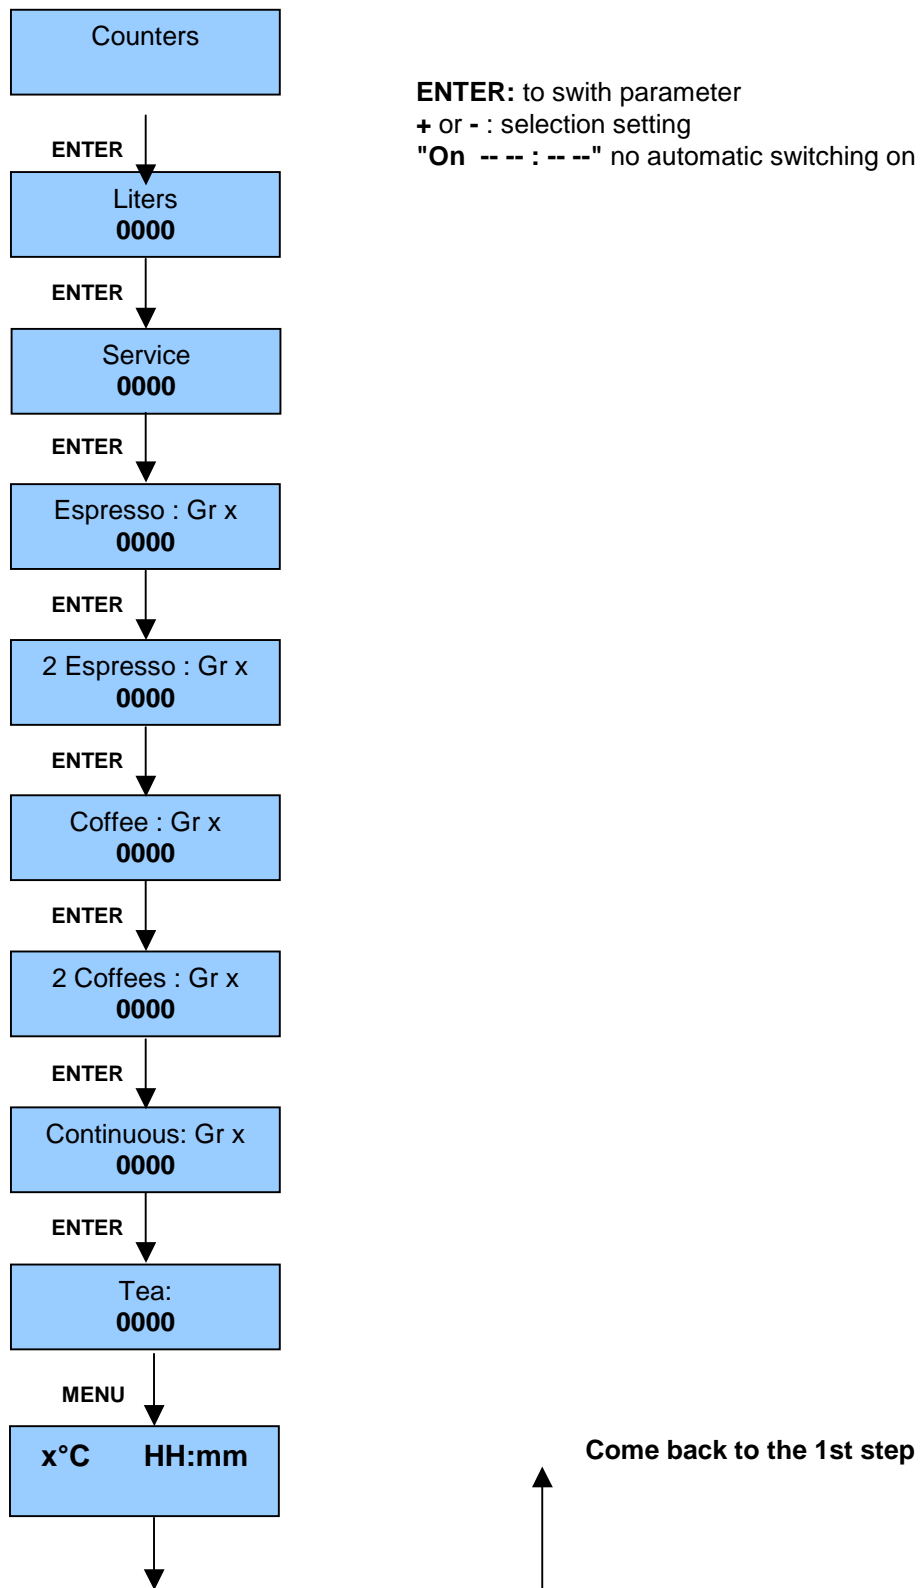 Counters
ENTER: to swith parameter
+ or - : selection setting
"On -- -- : -- --" no automatic switching on
ENTER
Liters
0000
ENTER
Service
0000
ENTER
Espresso : Gr x
0000
ENTER
2 Espresso : Gr x
0000
ENTER
Coffee : Gr x
0000
ENTER
2 Coffees : Gr x
0000
ENTER
Continuous: Gr x
0000
ENTER
Tea:
0000
MENU
x°C HH:mm
Come back to the 1st step